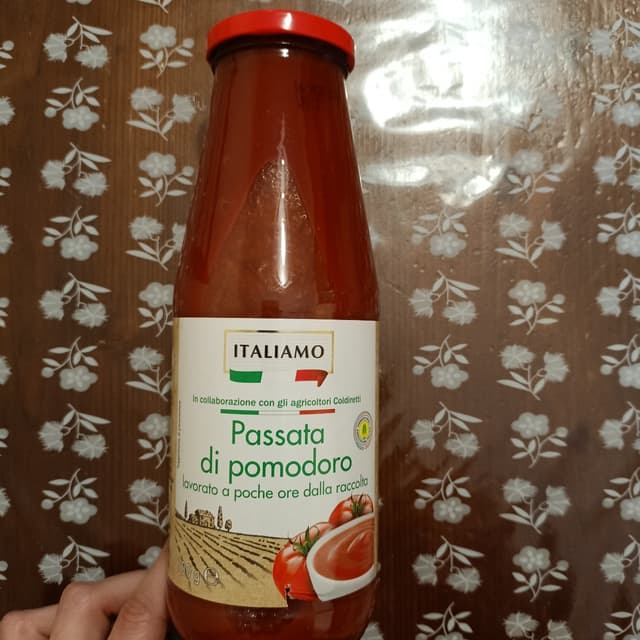 ITALIAMO
In collaborazione con gli agricoltori Coldiretti
Passata
di pomodoro
lavorato a poche ore dalla raccolta